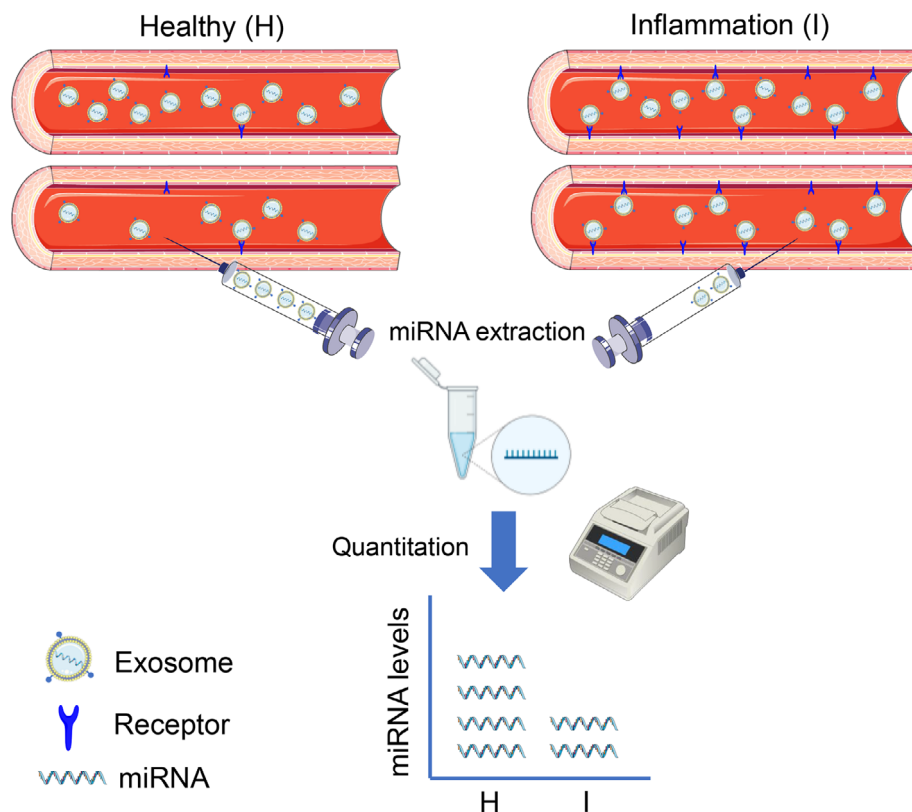 Healthy (H)
Inflammation (I)
miRNA extraction
Quantitation
miRNA levels
Exosome
Receptor
miRNA
H
I